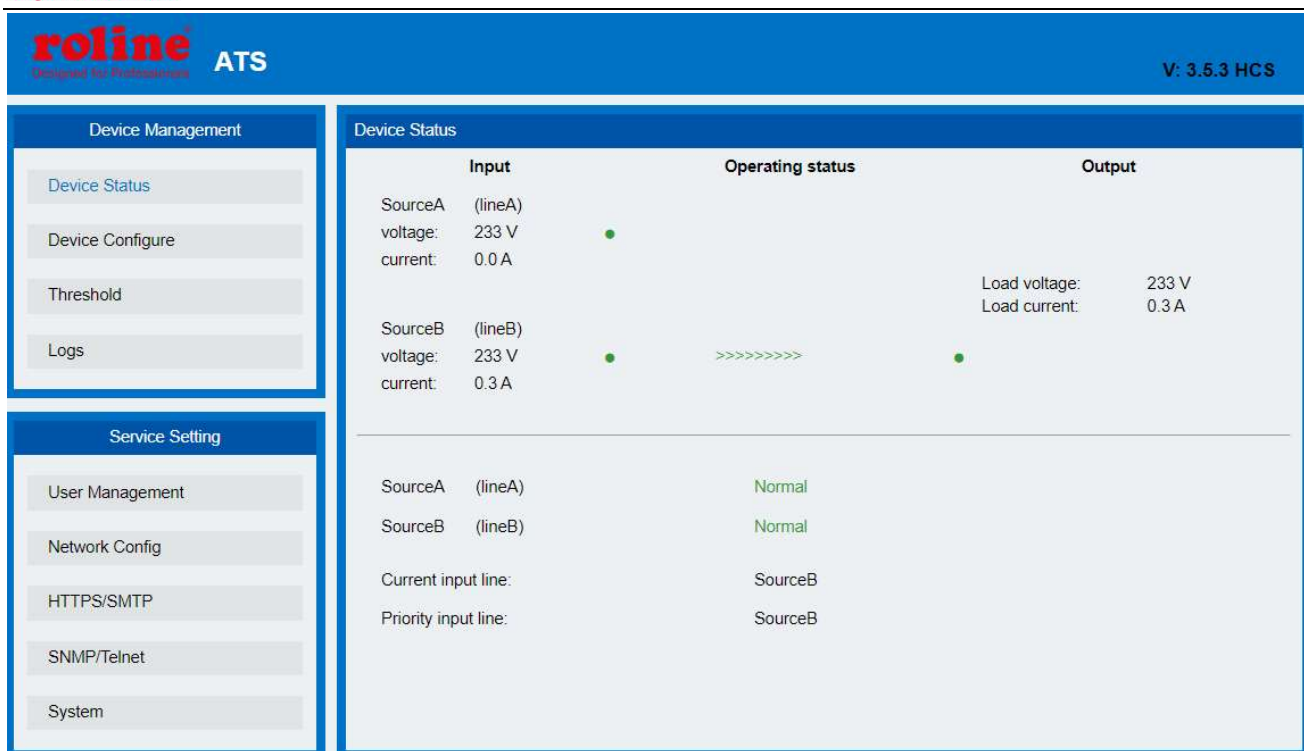 roline
Designed for Professionals
ATS
V: 3.5.3 HCS
Device Management
Device Status
Device Configure
Threshold
Logs
Service Setting
User Management
Network Config
HTTPS/SMTP
SNMP/Telnet
System
Device Status
Input Operating status Output
SourceA (lineA)
voltage: 233 V
current: 0.0 A
Load voltage: 233 V
Load current: 0.3 A
SourceB (lineB)
voltage: 233 V >>>>>>>>>
current: 0.3 A
SourceA (lineA) Normal
SourceB (lineB) Normal
Current input line: SourceB
Priority input line: SourceB